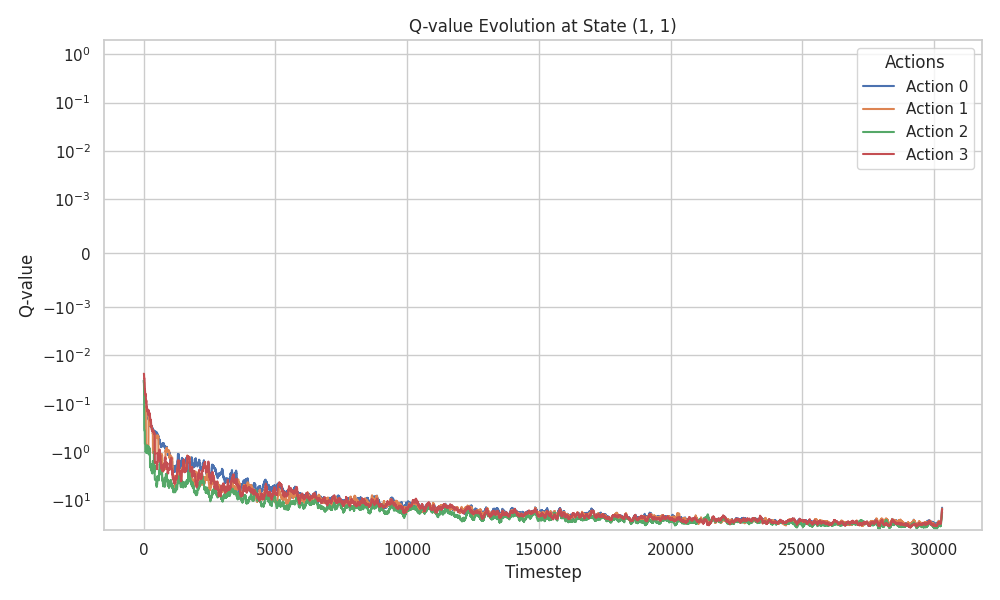 Q-value Evolution at State (1, 1)
Q-value
10⁰
10⁻¹
10⁻²
10⁻³
0
−10⁻³
−10⁻²
−10⁻¹
−10⁰
−10¹
Actions
Action 0
Action 1
Action 2
Action 3
0 5000 10000 15000 20000 25000 30000
Timestep